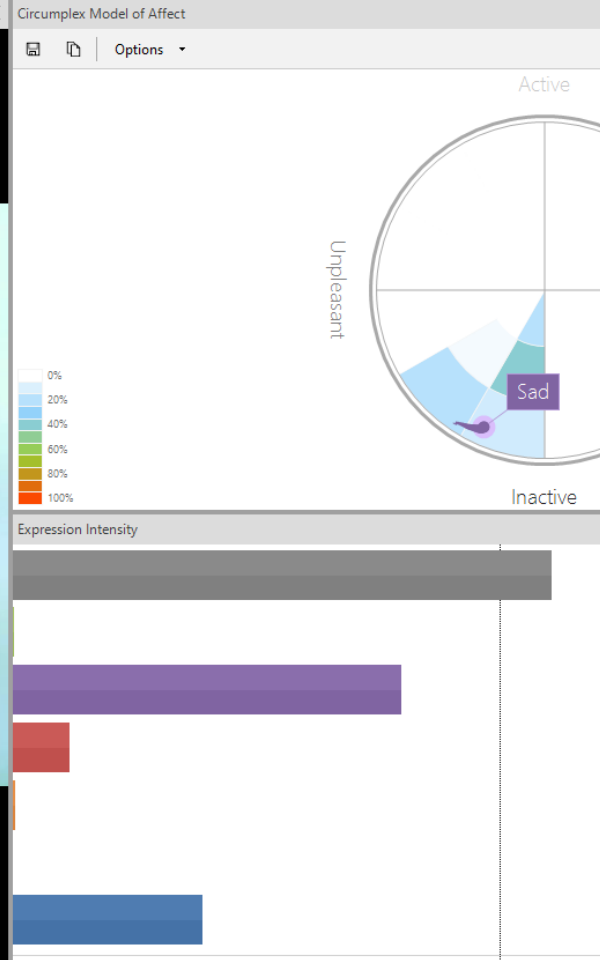 Circumplex Model of Affect
Options
Active
Unpleasant
0%
20%
40%
60%
80%
100%
Sad
Inactive
Expression Intensity